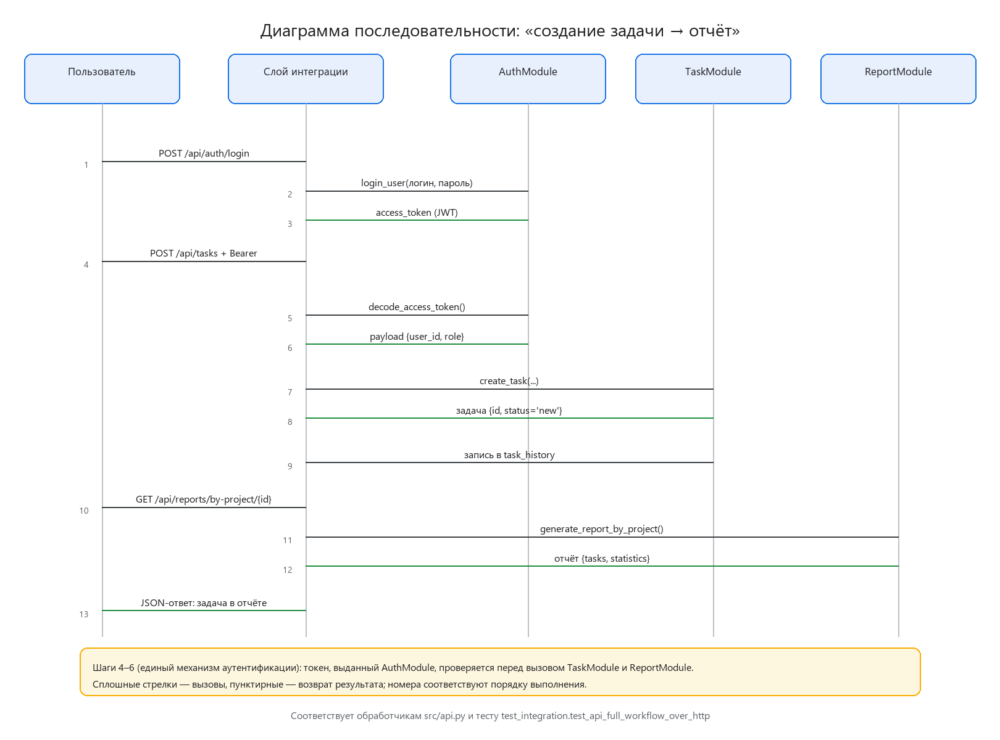 Диаграмма последовательности: «создание задачи → отчёт»
Пользователь
Слой интеграции
AuthModule
TaskModule
ReportModule
POST /api/auth/login
1
login_user(логин, пароль)
2
access_token (JWT)
3
POST /api/tasks + Bearer
4
decode_access_token()
5
payload {user_id, role}
6
create_task(...)
7
задача {id, status='new'}
8
запись в task_history
9
GET /api/reports/by-project/{id}
10
generate_report_by_project()
11
отчёт {tasks, statistics}
12
JSON-ответ: задача в отчёте
13
Шаги 4–6 (единый механизм аутентификации): токен, выданный AuthModule, проверяется перед вызовом TaskModule и ReportModule.
Сплошные стрелки — вызовы, пунктирные — возврат результата; номера соответствуют порядку выполнения.
Соответствует обработчикам src/api.py и тесту test_integration.test_api_full_workflow_over_http